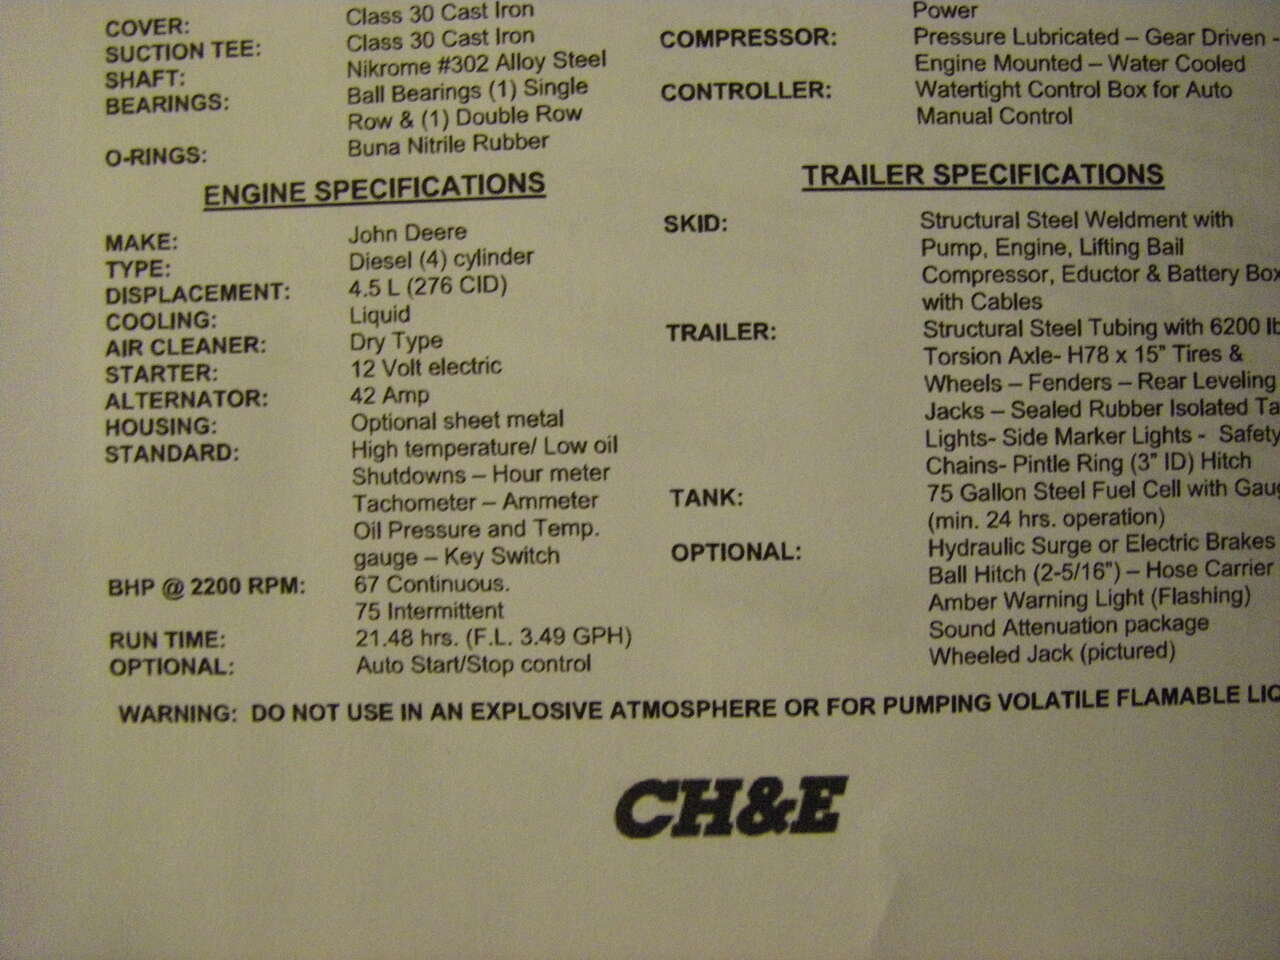 COVER: Class 30 Cast Iron
SUCTION TEE: Class 30 Cast Iron
SHAFT: Nikrome #302 Alloy Steel
BEARINGS: Ball Bearings (1) Single
Row & (1) Double Row
O-RINGS: Buna Nitrile Rubber
ENGINE SPECIFICATIONS
MAKE: John Deere
TYPE: Diesel (4) cylinder
DISPLACEMENT: 4.5 L (276 CID)
COOLING: Liquid
AIR CLEANER: Dry Type
STARTER: 12 Volt electric
ALTERNATOR: 42 Amp
HOUSING: Optional sheet metal
STANDARD: High temperature/ Low oil
Shutdowns – Hour meter
Tachometer – Ammeter
Oil Pressure and Temp.
gauge – Key Switch
BHP @ 2200 RPM: 67 Continuous.
75 Intermittent
RUN TIME: 21.48 hrs. (F.L. 3.49 GPH)
OPTIONAL: Auto Start/Stop control
Power
COMPRESSOR: Pressure Lubricated – Gear Driven -
Engine Mounted – Water Cooled
CONTROLLER: Watertight Control Box for Auto
Manual Control
TRAILER SPECIFICATIONS
SKID: Structural Steel Weldment with
Pump, Engine, Lifting Bail
Compressor, Eductor & Battery Box
with Cables
TRAILER: Structural Steel Tubing with 6200 lb
Torsion Axle- H78 x 15" Tires &
Wheels – Fenders – Rear Leveling
Jacks – Sealed Rubber Isolated Ta
Lights- Side Marker Lights - Safety
Chains- Pintle Ring (3" ID) Hitch
TANK: 75 Gallon Steel Fuel Cell with Gaug
(min. 24 hrs. operation)
OPTIONAL: Hydraulic Surge or Electric Brakes
Ball Hitch (2-5/16") – Hose Carrier
Amber Warning Light (Flashing)
Sound Attenuation package
Wheeled Jack (pictured)
WARNING: DO NOT USE IN AN EXPLOSIVE ATMOSPHERE OR FOR PUMPING VOLATILE FLAMABLE LIQ
CH&E